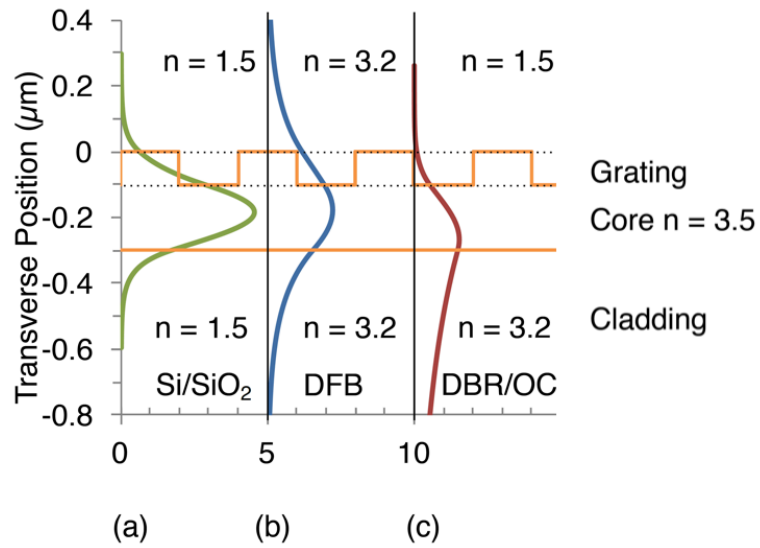 Transverse Position (µm)
0.4
0.2
0
-0.2
-0.4
-0.6
-0.8
n = 1.5 n = 3.2 n = 1.5
Grating
Core n = 3.5
Cladding
n = 1.5 n = 3.2 n = 3.2
Si/SiO₂ DFB DBR/OC
0 5 10
(a) (b) (c)